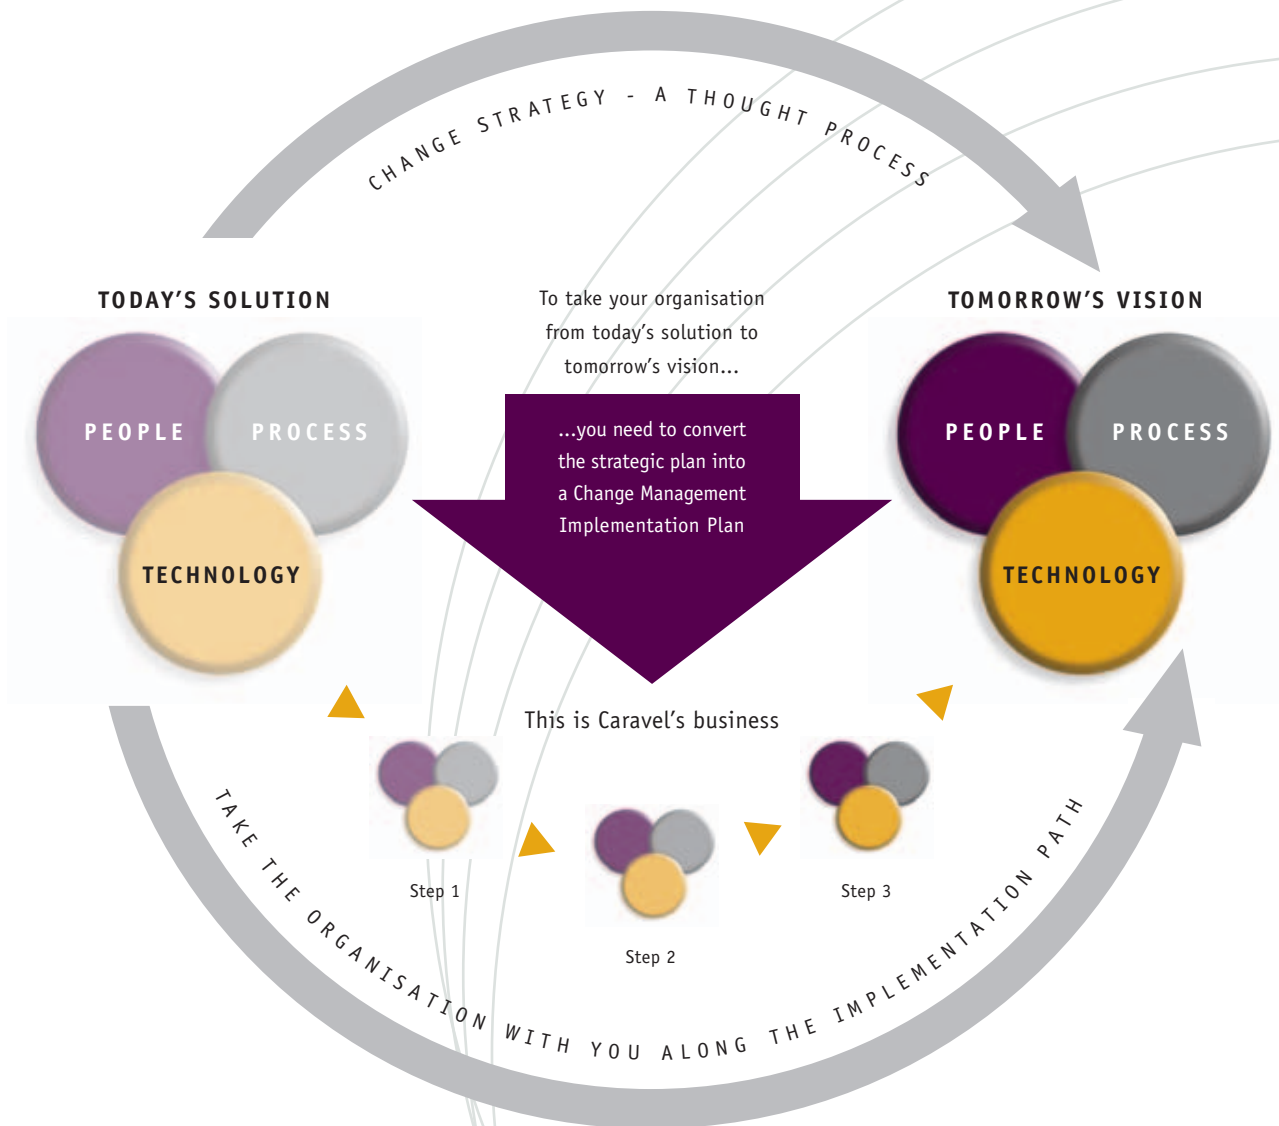 CHANGE STRATEGY - A THOUGHT PROCESS
TODAY'S SOLUTION
PEOPLE
PROCESS
TECHNOLOGY
To take your organisation
from today's solution to
tomorrow's vision...
...you need to convert
the strategic plan into
a Change Management
Implementation Plan
This is Caravel's business
TOMORROW'S VISION
PEOPLE
PROCESS
TECHNOLOGY
Step 1
Step 2
Step 3
TAKE THE ORGANISATION WITH YOU ALONG THE IMPLEMENTATION PATH